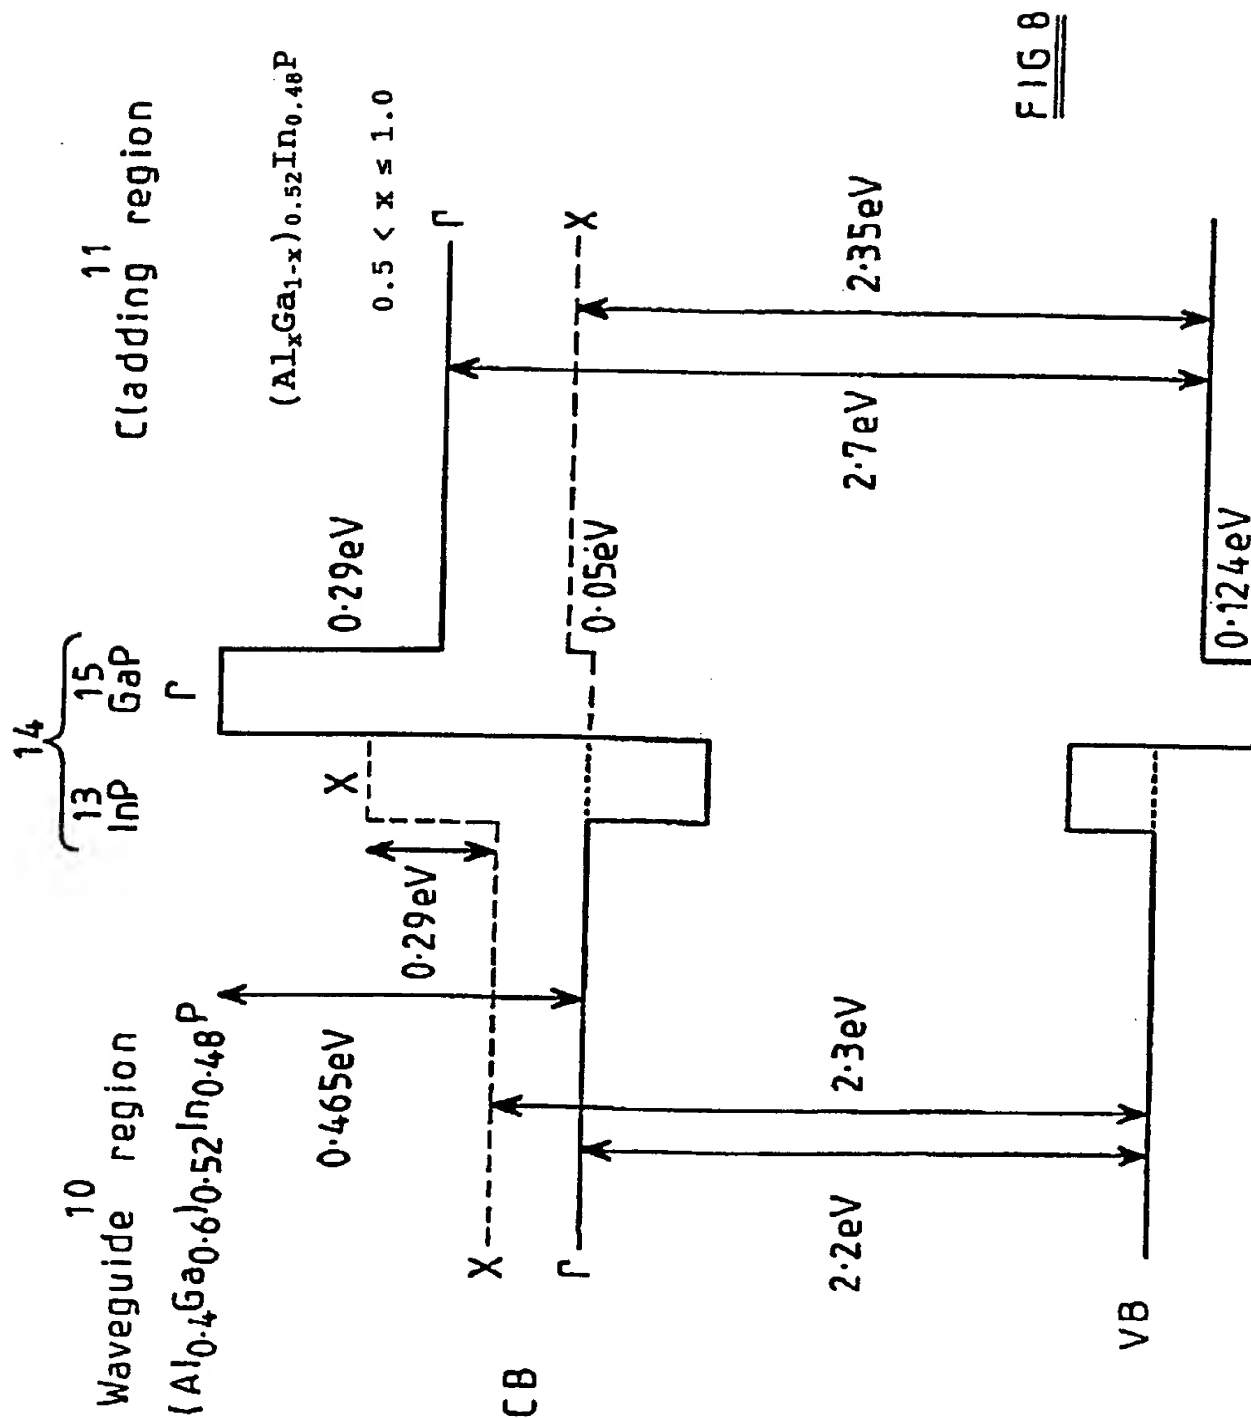 10
Waveguide region
(Al0.4Ga0.6)0.52In0.48P
14
13
InP
15
GaP
11
Cladding region
(AlxGa1-x)0.52In0.48P
0.5 < x ≤ 1.0
Γ
X
0.465eV
0.29eV
0.29eV
0.05eV
X
Γ
Γ
X
CB
2.2eV
2.3eV
2.7eV
2.35eV
VB
0.124eV
FIG 8